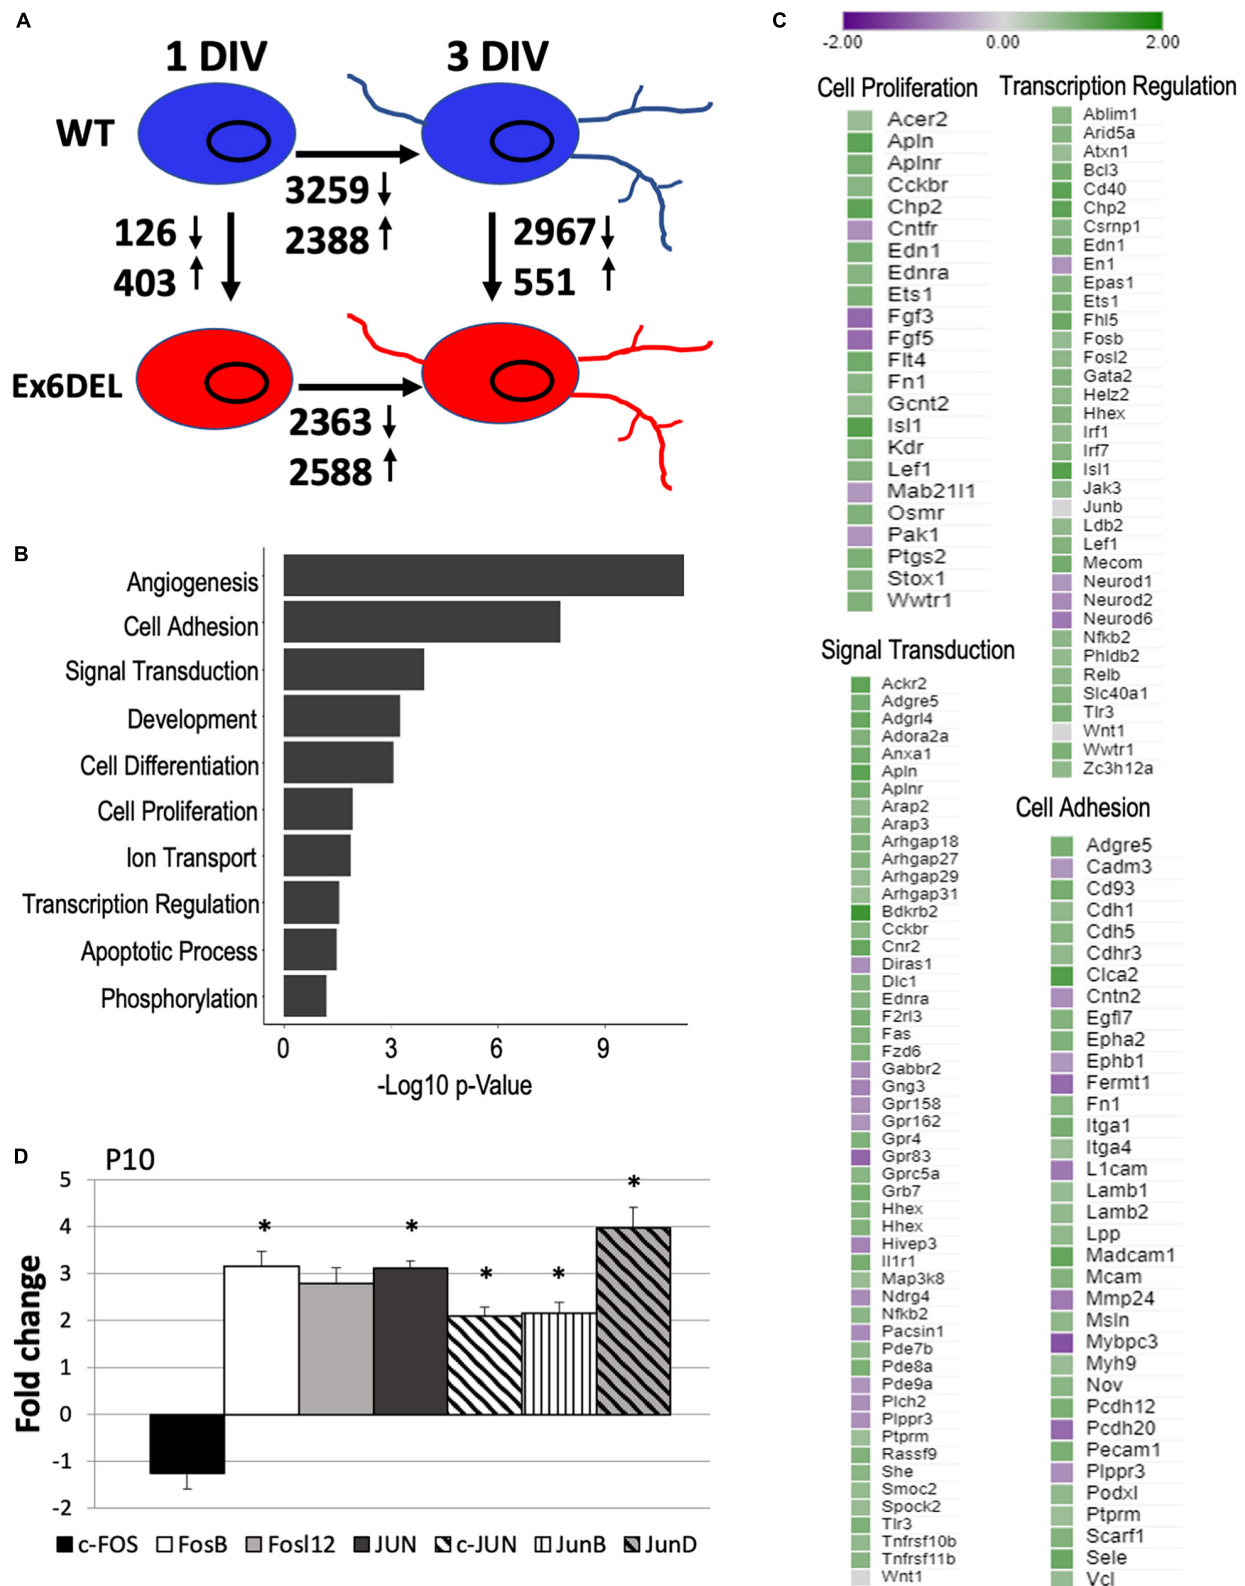 A
1 DIV
3 DIV
WT
3259 ↓
2388 ↑
126 ↓
403 ↑
2967 ↓
551 ↑
Ex6DEL
2363 ↓
2588 ↑
B
Angiogenesis
Cell Adhesion
Signal Transduction
Development
Cell Differentiation
Cell Proliferation
Ion Transport
Transcription Regulation
Apoptotic Process
Phosphorylation
0 3 6 9
-Log10 p-Value
C
-2.00 0.00 2.00
Cell Proliferation
Acer2
Apln
Aplnr
Cckbr
Chp2
Cntfr
Edn1
Ednra
Ets1
Fgf3
Fgf5
Flt4
Fn1
Gcnt2
Isl1
Kdr
Lef1
Mab21l1
Osmr
Pak1
Ptgs2
Stox1
Wwtr1
Signal Transduction
Ackr2
Adgre5
Adgrl4
Adora2a
Anxa1
Apln
Aplnr
Arap2
Arap3
Arhgap18
Arhgap27
Arhgap29
Arhgap31
Bdkrb2
Cckbr
Cnr2
Diras1
Dlc1
Ednra
F2rl3
Fas
Fzd6
Gabbr2
Gng3
Gpr158
Gpr162
Gpr4
Gpr83
Gprc5a
Grb7
Hhex
Hhex
Hivep3
Il1r1
Map3k8
Ndrg4
Nfkb2
Pacsin1
Pde7b
Pde8a
Pde9a
Plch2
Plppr3
Ptprm
Rassf9
She
Smoc2
Spock2
Tlr3
Tnfrsf10b
Tnfrsf11b
Wnt1
Transcription Regulation
Ablim1
Arid5a
Atxn1
Bcl3
Cd40
Chp2
Csrnp1
Edn1
En1
Epas1
Ets1
Fhl5
Fosb
Fosl2
Gata2
Helz2
Hhex
Irf1
Irf7
Isl1
Jak3
Junb
Ldb2
Lef1
Mecom
Neurod1
Neurod2
Neurod6
Nfkb2
Phldb2
Relb
Slc40a1
Tlr3
Wnt1
Wwtr1
Zc3h12a
Cell Adhesion
Adgre5
Cadm3
Cd93
Cdh1
Cdh5
Cdhr3
Clca2
Cntn2
Egfl7
Epha2
Ephb1
Fermt1
Fn1
Itga1
Itga4
L1cam
Lamb1
Lamb2
Lpp
Madcam1
Mcam
Mmp24
Msln
Mybpc3
Myh9
Nov
Pcdh12
Pcdh20
Pecam1
Plppr3
Podxl
Ptprm
Scarf1
Sele
Vcl
D
P10
Fold change
5
4
3
2
1
0
-1
-2
* * * * *
c-FOS FosB Fosl12 JUN c-JUN JunB JunD